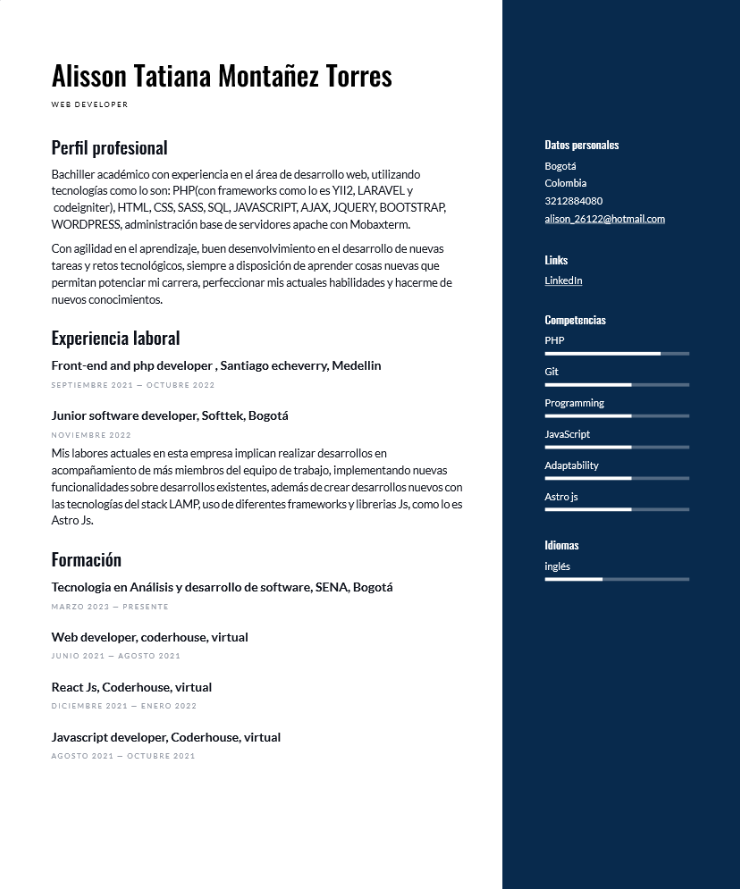 Alisson Tatiana Montañez Torres
WEB DEVELOPER
Perfil profesional
Bachiller académico con experiencia en el área de desarrollo web, utilizando
tecnologías como lo son: PHP(con frameworks como lo es YII2, LARAVEL y
codeigniter), HTML, CSS, SASS, SQL, JAVASCRIPT, AJAX, JQUERY, BOOTSTRAP,
WORDPRESS, administración base de servidores apache con Mobaxterm.
Con agilidad en el aprendizaje, buen desenvolvimiento en el desarrollo de nuevas
tareas y retos tecnológicos, siempre a disposición de aprender cosas nuevas que
permitan potenciar mi carrera, perfeccionar mis actuales habilidades y hacerme de
nuevos conocimientos.
Experiencia laboral
Front-end and php developer , Santiago echeverry, Medellin
SEPTIEMBRE 2021 — OCTUBRE 2022
Junior software developer, Softtek, Bogotá
NOVIEMBRE 2022
Mis labores actuales en esta empresa implican realizar desarrollos en
acompañamiento de más miembros del equipo de trabajo, implementando nuevas
funcionalidades sobre desarrollos existentes, además de crear desarrollos nuevos con
las tecnologías del stack LAMP, uso de diferentes frameworks y librerias Js, como lo es
Astro Js.
Formación
Tecnologia en Análisis y desarrollo de software, SENA, Bogotá
MARZO 2023 — PRESENTE
Web developer, coderhouse, virtual
JUNIO 2021 — AGOSTO 2021
React Js, Coderhouse, virtual
DICIEMBRE 2021 — ENERO 2022
Javascript developer, Coderhouse, virtual
AGOSTO 2021 — OCTUBRE 2021
Datos personales
Bogotá
Colombia
3212884080
alison_26122@hotmail.com
Links
LinkedIn
Competencias
PHP
Git
Programming
JavaScript
Adaptability
Astro js
Idiomas
inglés